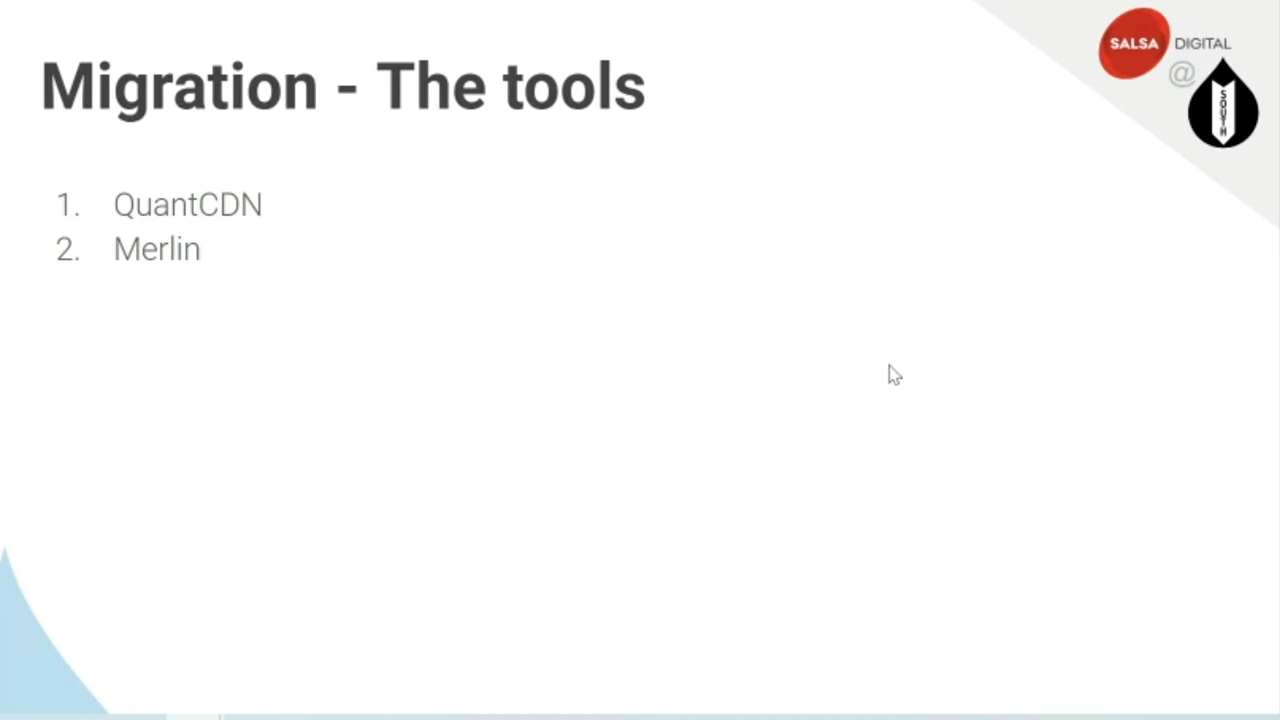 Migration - The tools
SALSA DIGITAL
@
SOUTH
1. QuantCDN
2. Merlin